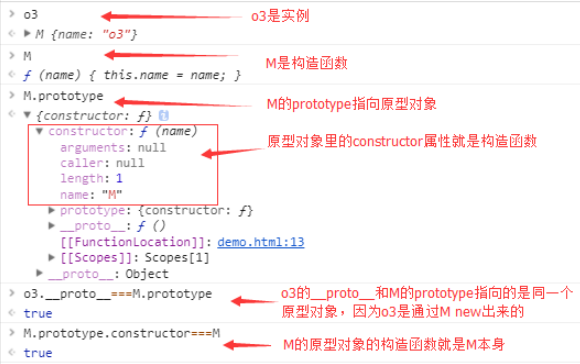 > o3 o3是实例
< ▶ M {name: "o3"}
> M M是构造函数
< ƒ (name) { this.name = name; }
> M.prototype M的prototype指向原型对象
< ▼ {constructor: ƒ} i
▼ constructor: ƒ (name) 原型对象里的constructor属性就是构造函数
arguments: null
caller: null
length: 1
name: "M"
▶ prototype: {constructor: ƒ}
▶ __proto__: ƒ ()
[[FunctionLocation]]: demo.html:13
▶ [[Scopes]]: Scopes[1]
▶ __proto__: Object
> o3.__proto__===M.prototype o3的__proto__和M的prototype指向的是同一个
< true 原型对象，因为o3是通过M new出来的
> M.prototype.constructor===M
< true M的原型对象的构造函数就是M本身